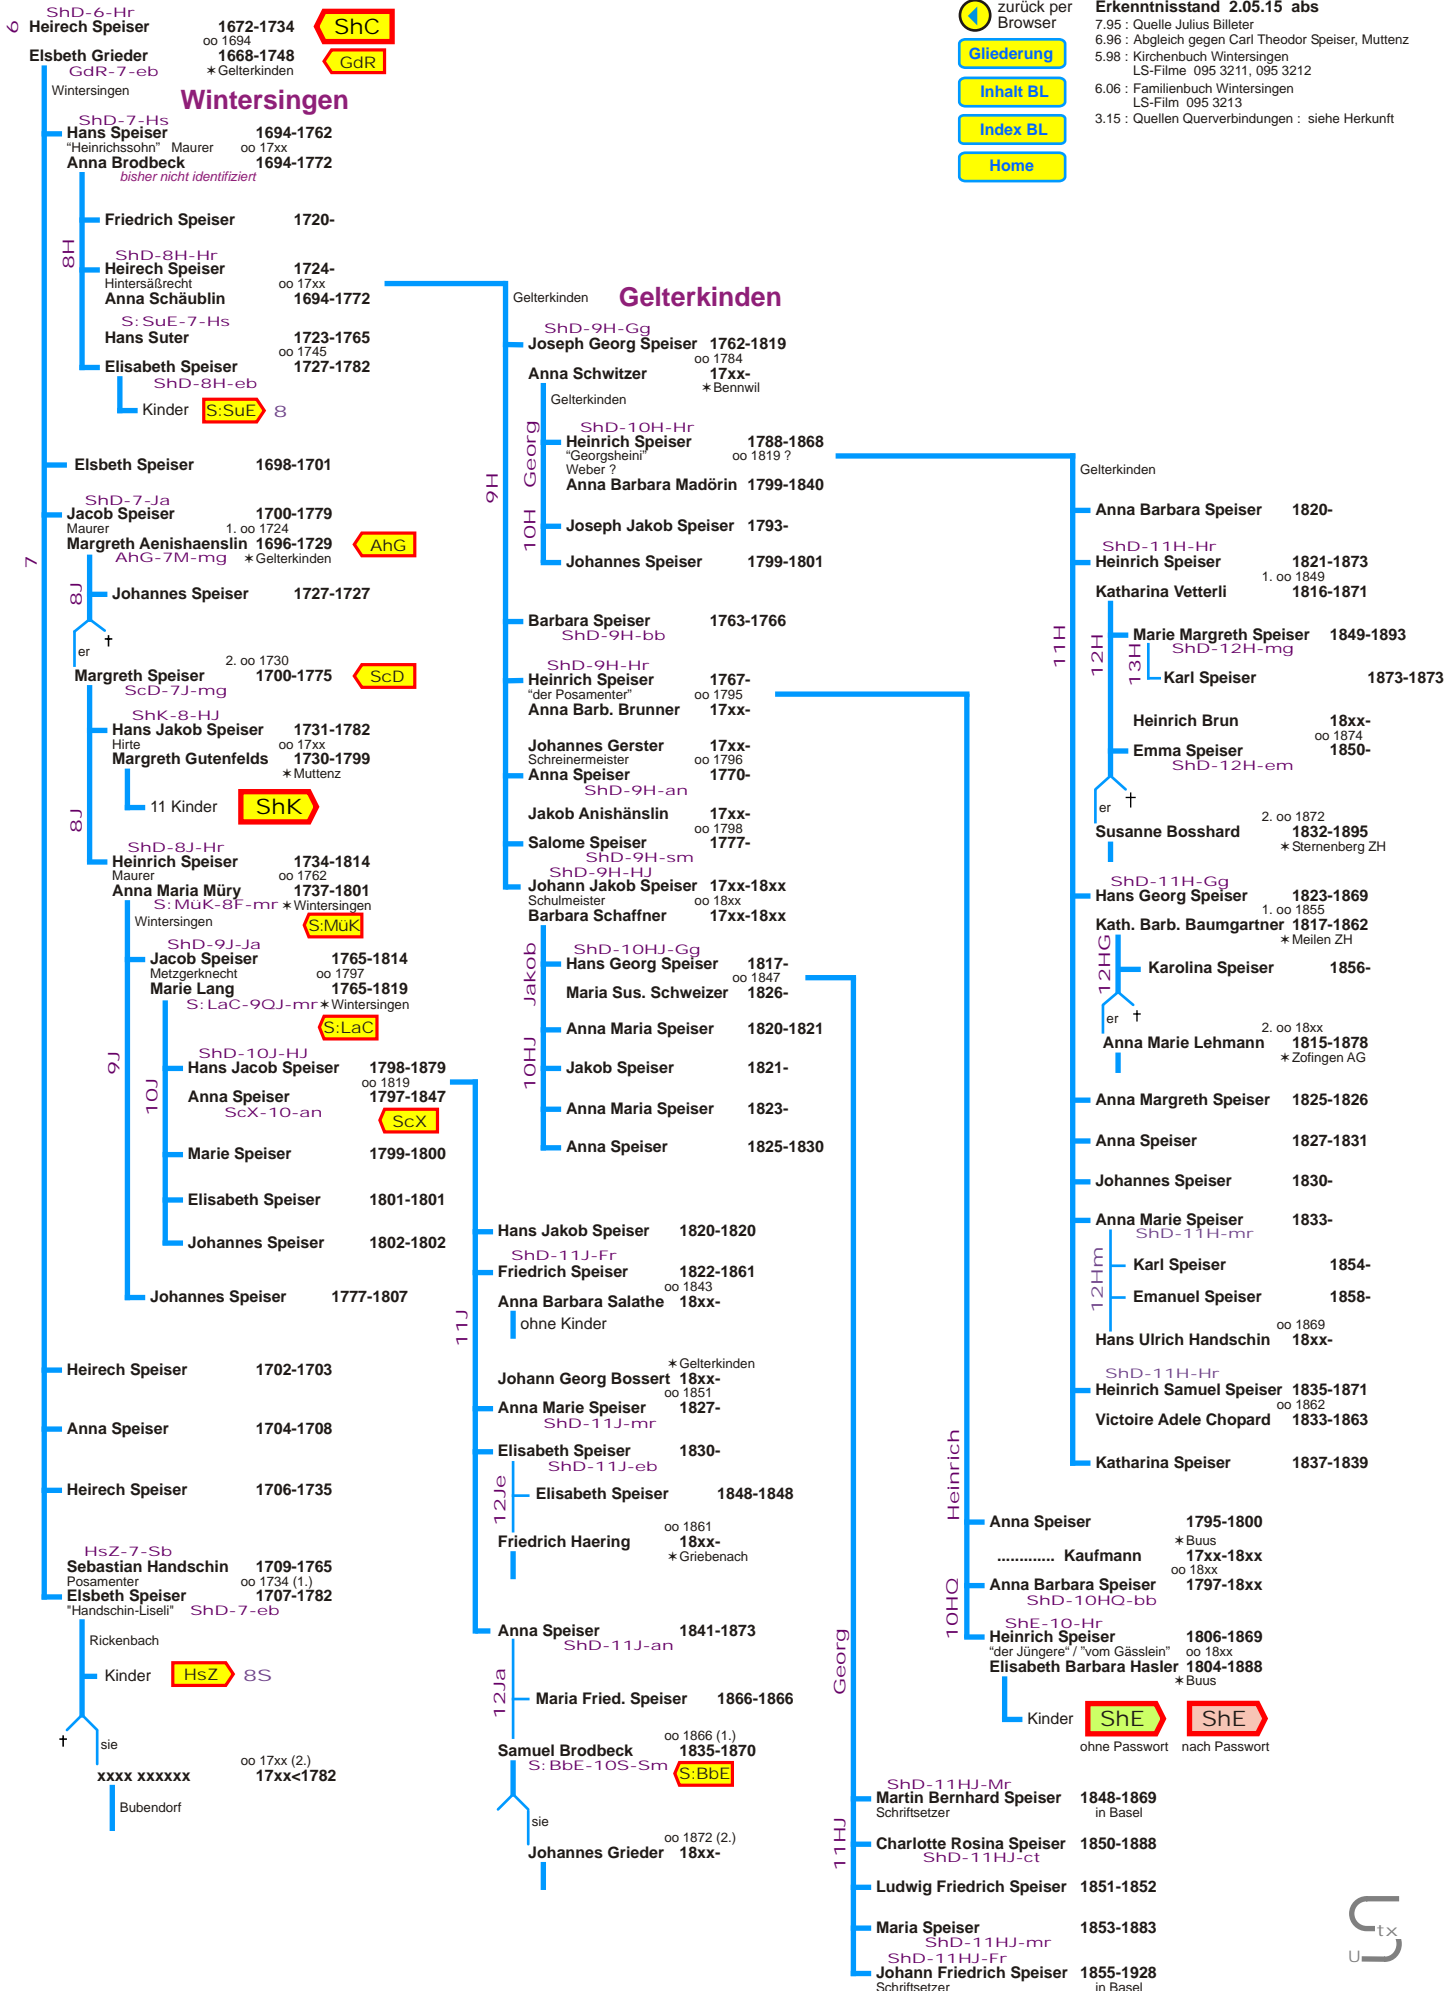 ShD-6-Hr
6
Heirech Speiser 1672-1734
oo 1694
ShC
Elsbeth Grieder 1668-1748
GdR-7-eb ✶Gelterkinden
GdR
Wintersingen
Wintersingen
7
ShD-7-Hs
Hans Speiser 1694-1762
“Heinrichssohn” Maurer oo 17xx
Anna Brodbeck 1694-1772
bisher nicht identifiziert
8H
Friedrich Speiser 1720-
ShD-8H-Hr
Heirech Speiser 1724-
Hintersäßrecht oo 17xx
Anna Schäublin 1694-1772
S:SuE-7-Hs
Hans Suter 1723-1765
oo 1745
Elisabeth Speiser 1727-1782
ShD-8H-eb
Kinder S:SuE 8
Elsbeth Speiser 1698-1701
ShD-7-Ja
Jacob Speiser 1700-1779
Maurer 1. oo 1724
Margreth Aenishaenslin 1696-1729
AhG-7M-mg ✶Gelterkinden
AhG
8J
Johannes Speiser 1727-1727
✝
er
2. oo 1730
Margreth Speiser 1700-1775
ScD
ScD-7J-mg
8J
ShK-8-HJ
Hans Jakob Speiser 1731-1782
Hirte oo 17xx
Margreth Gutenfelds 1730-1799
✶Muttenz
11 Kinder ShK
ShD-8J-Hr
Heinrich Speiser 1734-1814
Maurer oo 1762
Anna Maria Müry 1737-1801
S:MüK-8F-mr ✶Wintersingen
Wintersingen
S:MüK
9J
ShD-9J-Ja
Jacob Speiser 1765-1814
Metzgerknecht oo 1797
Marie Lang 1765-1819
S:LaC-9QJ-mr ✶Wintersingen
S:LaC
10J
ShD-10J-HJ
Hans Jacob Speiser 1798-1879
oo 1819
Anna Speiser 1797-1847
ScX-10-an
ScX
Marie Speiser 1799-1800
Elisabeth Speiser 1801-1801
Johannes Speiser 1802-1802
Johannes Speiser 1777-1807
Heirech Speiser 1702-1703
Anna Speiser 1704-1708
Heirech Speiser 1706-1735
HsZ-7-Sb
Sebastian Handschin 1709-1765
Posamenter oo 1734 (1.)
Elsbeth Speiser 1707-1782
"Handschin-Liseli" ShD-7-eb
Rickenbach
Kinder HsZ 8S
✝
sie
oo 17xx (2.)
xxxx xxxxxx 17xx<1782
Bubendorf
Gelterkinden
Gelterkinden
9H
ShD-9H-Gg
Joseph Georg Speiser 1762-1819
oo 1784
Anna Schwitzer 17xx-
✶Bennwil
Gelterkinden
10H Georg
ShD-10H-Hr
Heinrich Speiser 1788-1868
“Georgsheini” oo 1819 ?
Weber ?
Anna Barbara Madörin 1799-1840
Joseph Jakob Speiser 1793-
Johannes Speiser 1799-1801
Barbara Speiser 1763-1766
ShD-9H-bb
ShD-9H-Hr
Heinrich Speiser 1767-
“der Posamenter” oo 1795
Anna Barb. Brunner 17xx-
Johannes Gerster 17xx-
Schreinermeister oo 1796
Anna Speiser 1770-
ShD-9H-an
Jakob Anishänslin 17xx-
oo 1798
Salome Speiser 1777-
ShD-9H-sm
ShD-9H-HJ
Johann Jakob Speiser 17xx-18xx
Schulmeister oo 18xx
Barbara Schaffner 17xx-18xx
10HJ Jakob
ShD-10HJ-Gg
Hans Georg Speiser 1817-
oo 1847
Maria Sus. Schweizer 1826-
Anna Maria Speiser 1820-1821
Jakob Speiser 1821-
Anna Maria Speiser 1823-
Anna Speiser 1825-1830
11J
Hans Jakob Speiser 1820-1820
ShD-11J-Fr
Friedrich Speiser 1822-1861
oo 1843
Anna Barbara Salathe 18xx-
ohne Kinder
✶Gelterkinden
Johann Georg Bossert 18xx-
oo 1851
Anna Marie Speiser 1827-
ShD-11J-mr
Elisabeth Speiser 1830-
ShD-11J-eb
12Je
Elisabeth Speiser 1848-1848
oo 1861
Friedrich Haering 18xx-
✶Griebenach
Anna Speiser 1841-1873
ShD-11J-an
12Ja
Maria Fried. Speiser 1866-1866
oo 1866 (1.)
Samuel Brodbeck 1835-1870
S:BbE-10S-Sm
S:BbE
sie
oo 1872 (2.)
Johannes Grieder 18xx-
zurück per
Browser
Gliederung
Inhalt BL
Index BL
Home
Erkenntnisstand 2.05.15 abs
7.95 : Quelle Julius Billeter
6.96 : Abgleich gegen Carl Theodor Speiser, Muttenz
5.98 : Kirchenbuch Wintersingen
LS-Filme 095 3211, 095 3212
6.06 : Familienbuch Wintersingen
LS-Film 095 3213
3.15 : Quellen Querverbindungen : siehe Herkunft
Gelterkinden
11H
Anna Barbara Speiser 1820-
ShD-11H-Hr
Heinrich Speiser 1821-1873
1. oo 1849
Katharina Vetterli 1816-1871
12H
Marie Margreth Speiser 1849-1893
ShD-12H-mg
13H
Karl Speiser 1873-1873
Heinrich Brun 18xx-
oo 1874
Emma Speiser 1850-
ShD-12H-em
✝
er
2. oo 1872
Susanne Bosshard 1832-1895
✶Sternenberg ZH
ShD-11H-Gg
Hans Georg Speiser 1823-1869
1. oo 1855
Kath. Barb. Baumgartner 1817-1862
✶Meilen ZH
12HG
Karolina Speiser 1856-
er ✝
2. oo 18xx
Anna Marie Lehmann 1815-1878
✶Zofingen AG
Anna Margreth Speiser 1825-1826
Anna Speiser 1827-1831
Johannes Speiser 1830-
Anna Marie Speiser 1833-
ShD-11H-mr
12Hm
Karl Speiser 1854-
Emanuel Speiser 1858-
oo 1869
Hans Ulrich Handschin 18xx-
ShD-11H-Hr
Heinrich Samuel Speiser 1835-1871
oo 1862
Victoire Adele Chopard 1833-1863
Katharina Speiser 1837-1839
10HQ Heinrich
Anna Speiser 1795-1800
✶Buus
............. Kaufmann 17xx-18xx
oo 18xx
Anna Barbara Speiser 1797-18xx
ShD-10HQ-bb
ShE-10-Hr
Heinrich Speiser 1806-1869
“der Jüngere” / ”vom Gässlein” oo 18xx
Elisabeth Barbara Hasler 1804-1888
✶Buus
Kinder ShE ShE
ohne Passwort nach Passwort
11HJ Georg
ShD-11HJ-Mr
Martin Bernhard Speiser 1848-1869
Schriftsetzer in Basel
Charlotte Rosina Speiser 1850-1888
ShD-11HJ-ct
Ludwig Friedrich Speiser 1851-1852
Maria Speiser 1853-1883
ShD-11HJ-mr
ShD-11HJ-Fr
Johann Friedrich Speiser 1855-1928
Schriftsetzer in Basel
S
tx
U